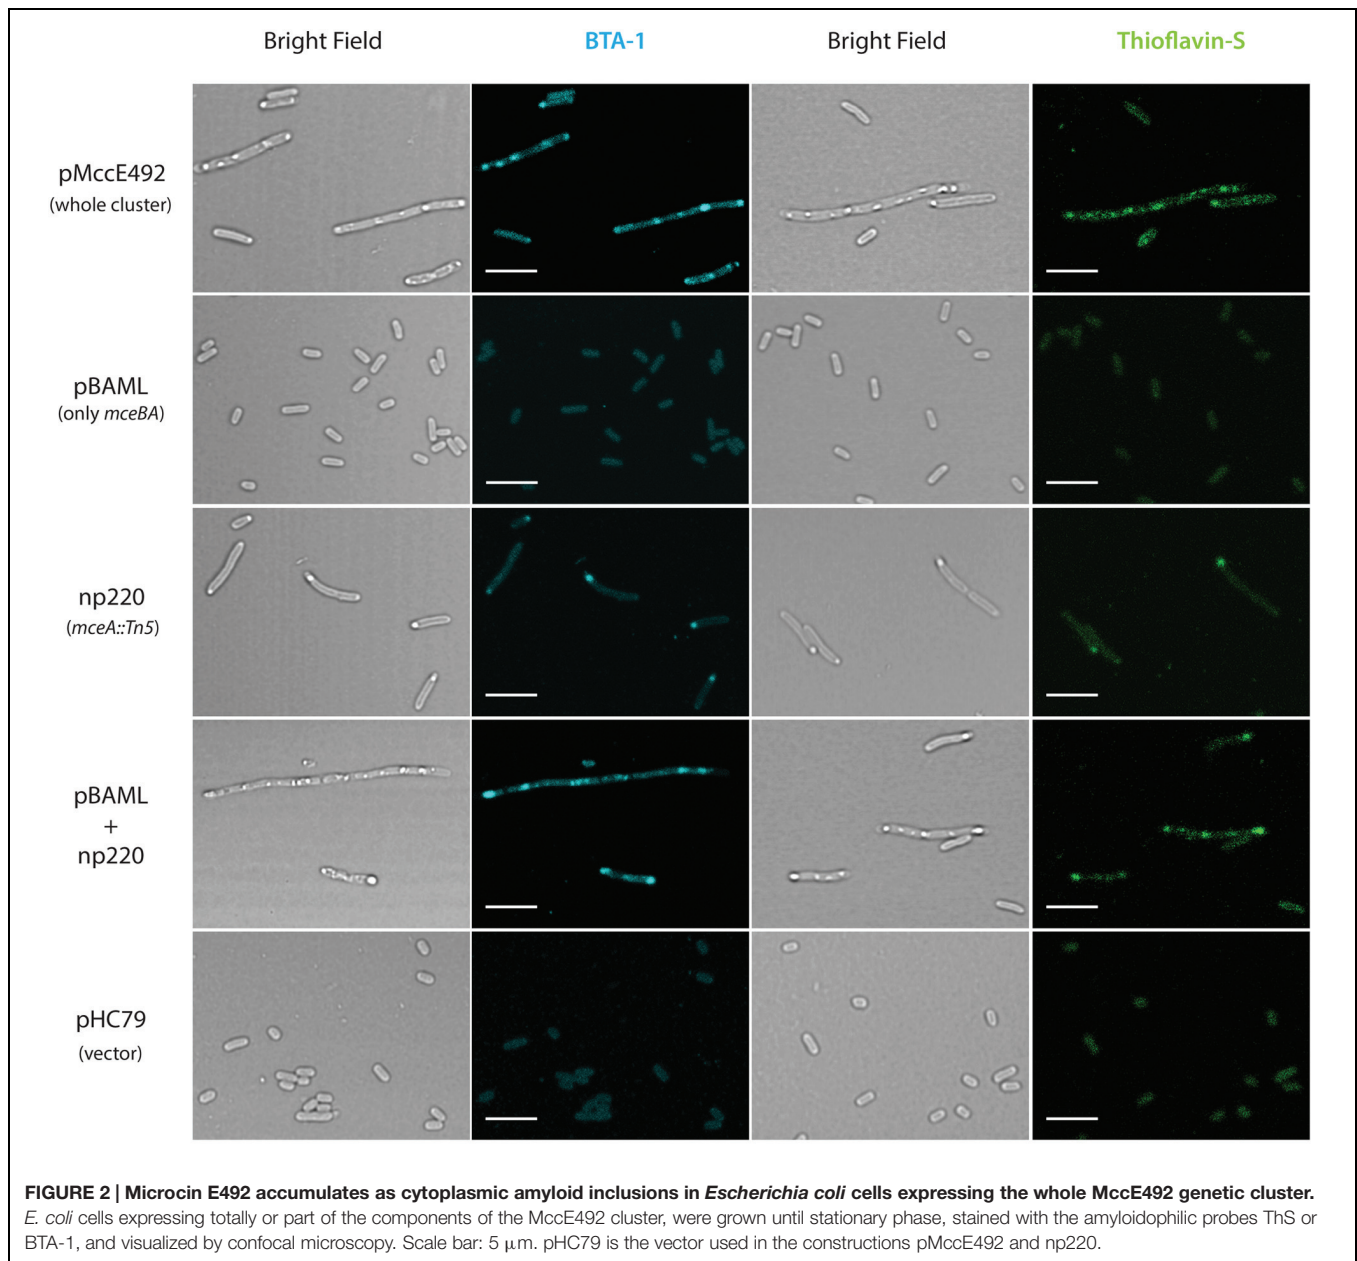 Bright Field
BTA-1
Bright Field
Thioflavin-S
pMccE492
(whole cluster)
pBAML
(only mceBA)
np220
(mceA::Tn5)
pBAML
+
np220
pHC79
(vector)
FIGURE 2 | Microcin E492 accumulates as cytoplasmic amyloid inclusions in Escherichia coli cells expressing the whole MccE492 genetic cluster.
E. coli cells expressing totally or part of the components of the MccE492 cluster, were grown until stationary phase, stained with the amyloidophilic probes ThS or
BTA-1, and visualized by confocal microscopy. Scale bar: 5 μm. pHC79 is the vector used in the constructions pMccE492 and np220.